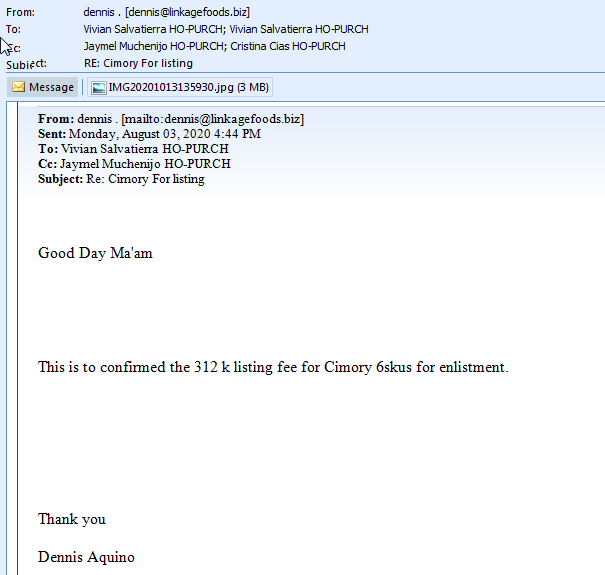 From: dennis . [dennis@linkagefoods.biz]
To: Vivian Salvatierra HO-PURCH; Vivian Salvatierra HO-PURCH
Cc: Jaymel Muchenijo HO-PURCH; Cristina Cias HO-PURCH
Subject: RE: Cimory For listing
Message IMG20201013135930.jpg (3 MB)
From: dennis . [mailto:dennis@linkagefoods.biz]
Sent: Monday, August 03, 2020 4:44 PM
To: Vivian Salvatierra HO-PURCH
Cc: Jaymel Muchenijo HO-PURCH
Subject: Re: Cimory For listing
Good Day Ma'am
This is to confirmed the 312 k listing fee for Cimory 6skus for enlistment.
Thank you
Dennis Aquino